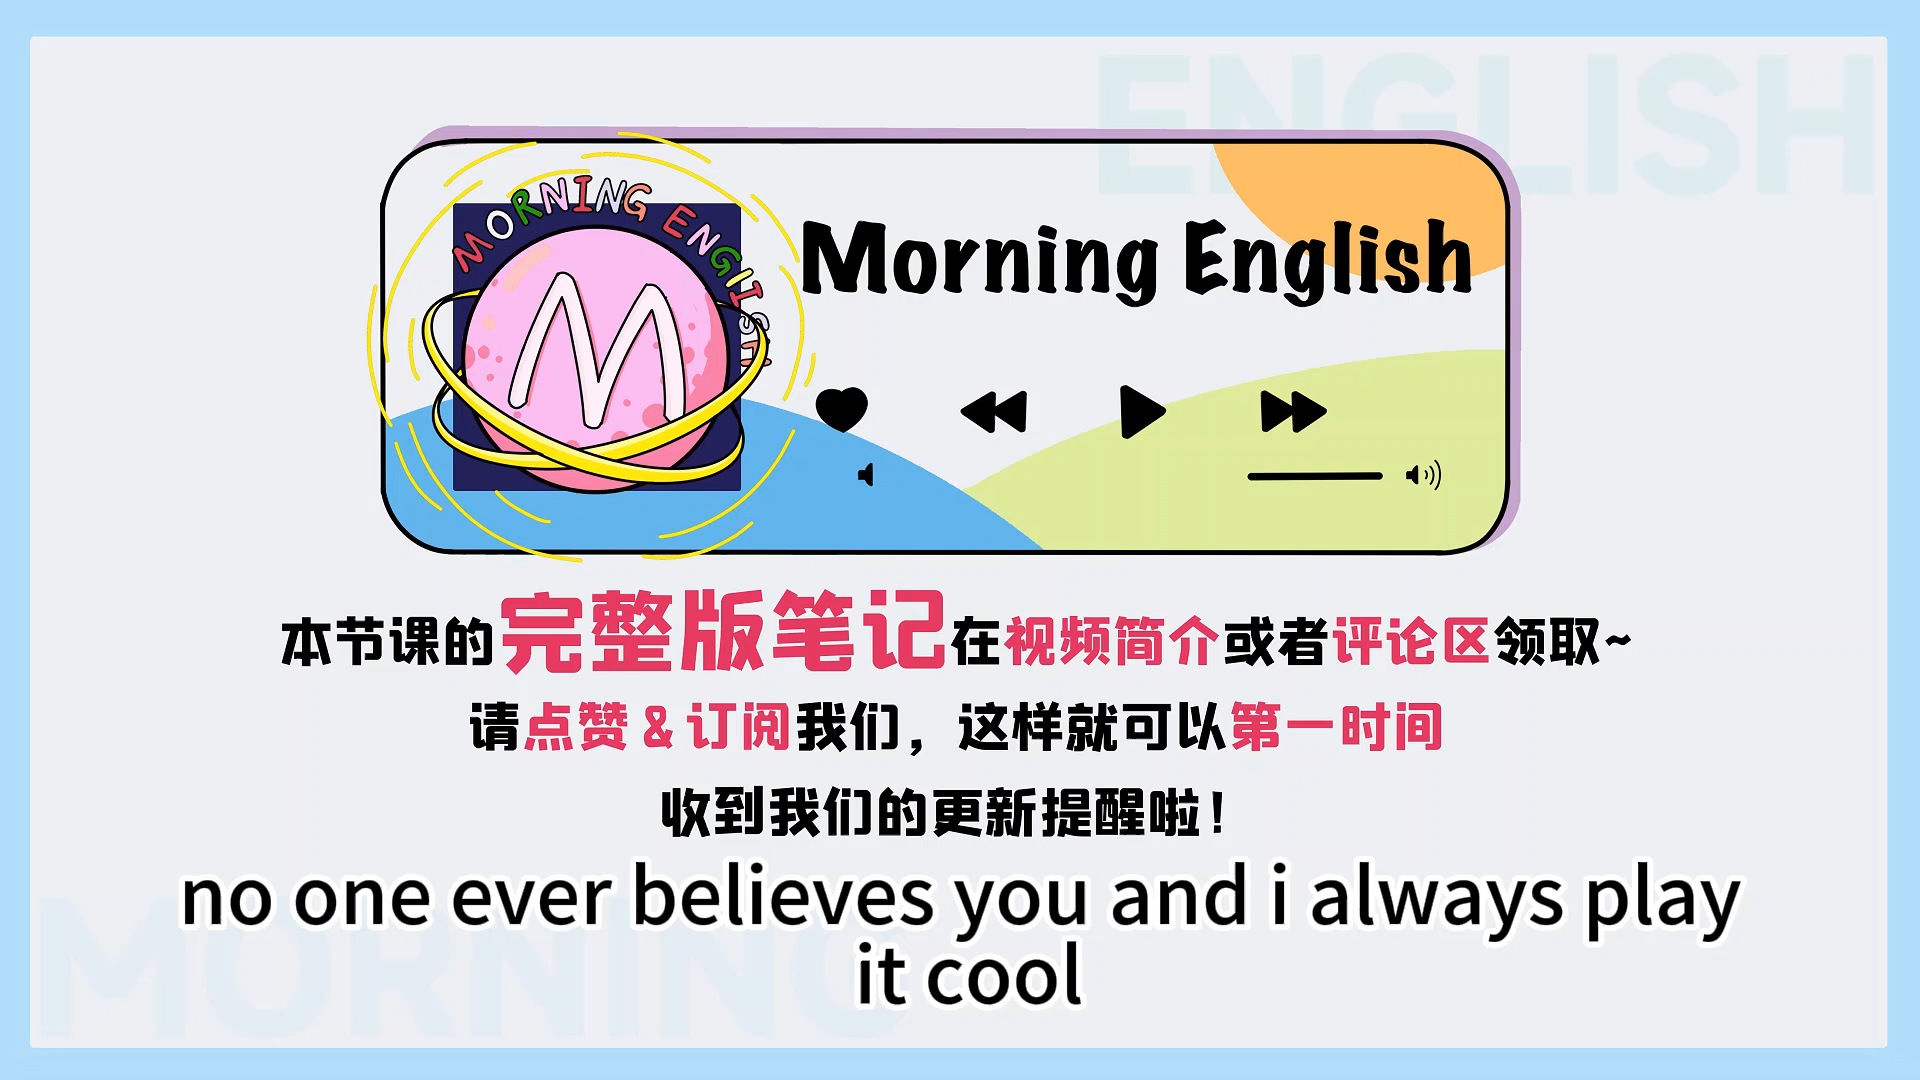 ENGLISH
MORNING ENGLISH
M
Morning English
本节课的完整版笔记在视频简介或者评论区领取~
请点赞&订阅我们，这样就可以第一时间
收到我们的更新提醒啦！
MORNING
no one ever believes you and i always play
it cool